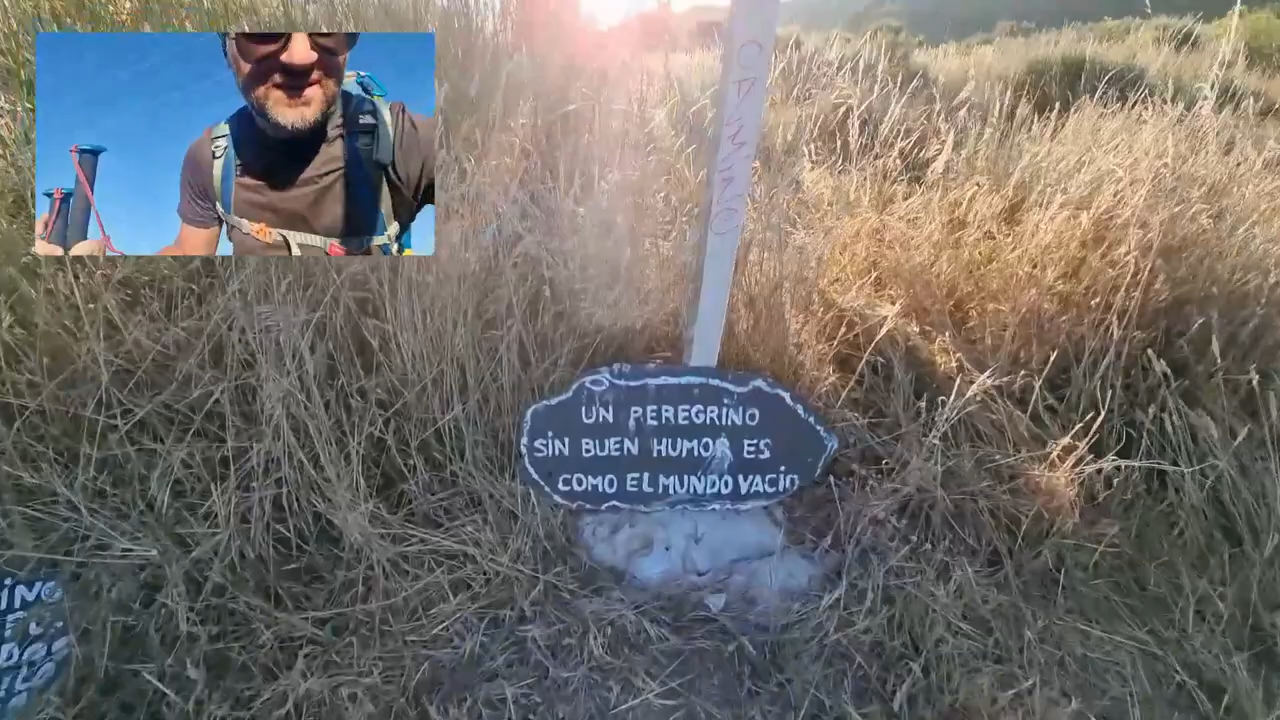 CAMINO
UN PEREGRINO
SIN BUEN HUMOR ES
COMO EL MUNDO VACIO